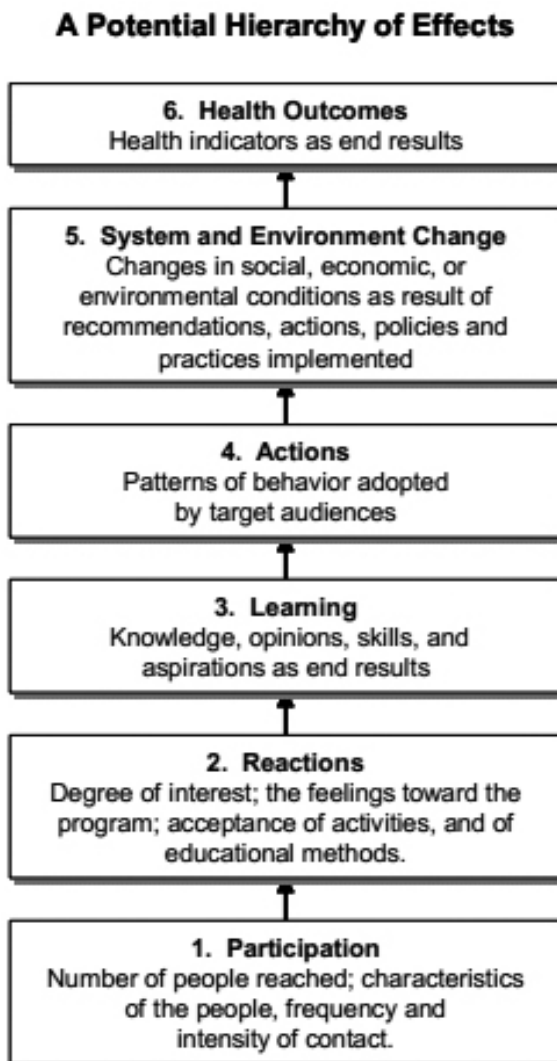 A Potential Hierarchy of Effects
6. Health Outcomes
Health indicators as end results
5. System and Environment Change
Changes in social, economic, or
environmental conditions as result of
recommendations, actions, policies and
practices implemented
4. Actions
Patterns of behavior adopted
by target audiences
3. Learning
Knowledge, opinions, skills, and
aspirations as end results
2. Reactions
Degree of interest; the feelings toward the
program; acceptance of activities, and of
educational methods.
1. Participation
Number of people reached; characteristics
of the people, frequency and
intensity of contact.